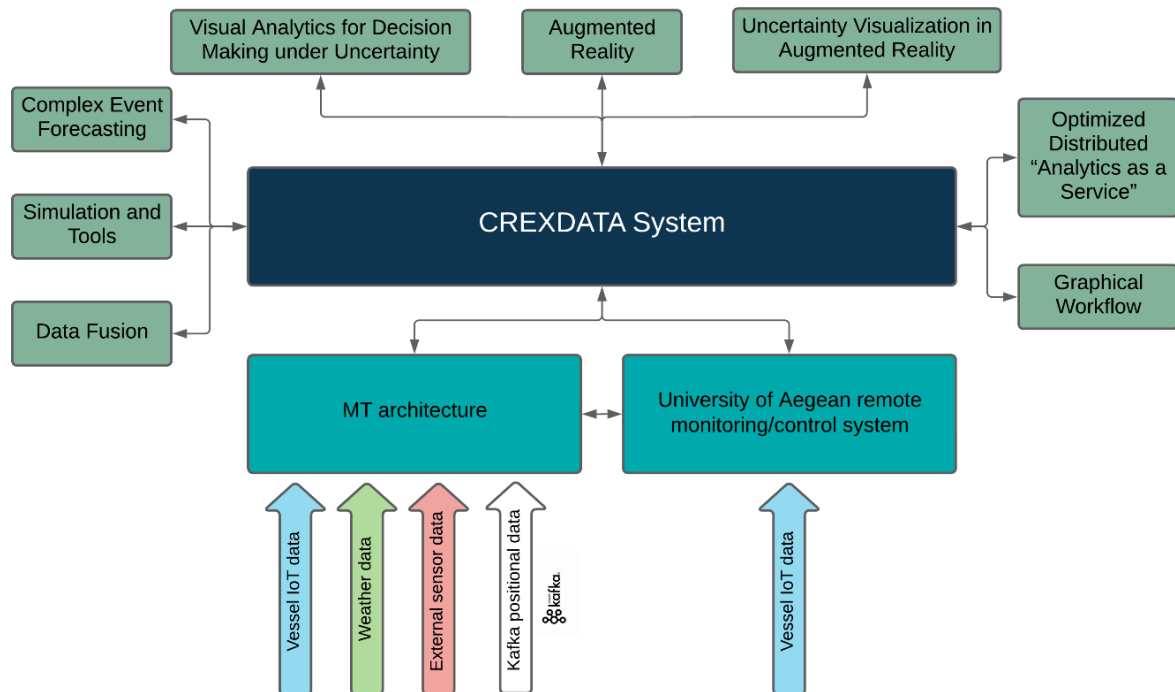 Visual Analytics for Decision
Making under Uncertainty
Augmented
Reality
Uncertainty Visualization in
Augmented Reality
Complex Event
Forecasting
Simulation and
Tools
Data Fusion
CREXDATA System
Optimized
Distributed
“Analytics as a
Service”
Graphical
Workflow
MT architecture
University of Aegean remote
monitoring/control system
Vessel IoT data
Weather data
External sensor data
Kafka positional data
kafka
Vessel IoT data